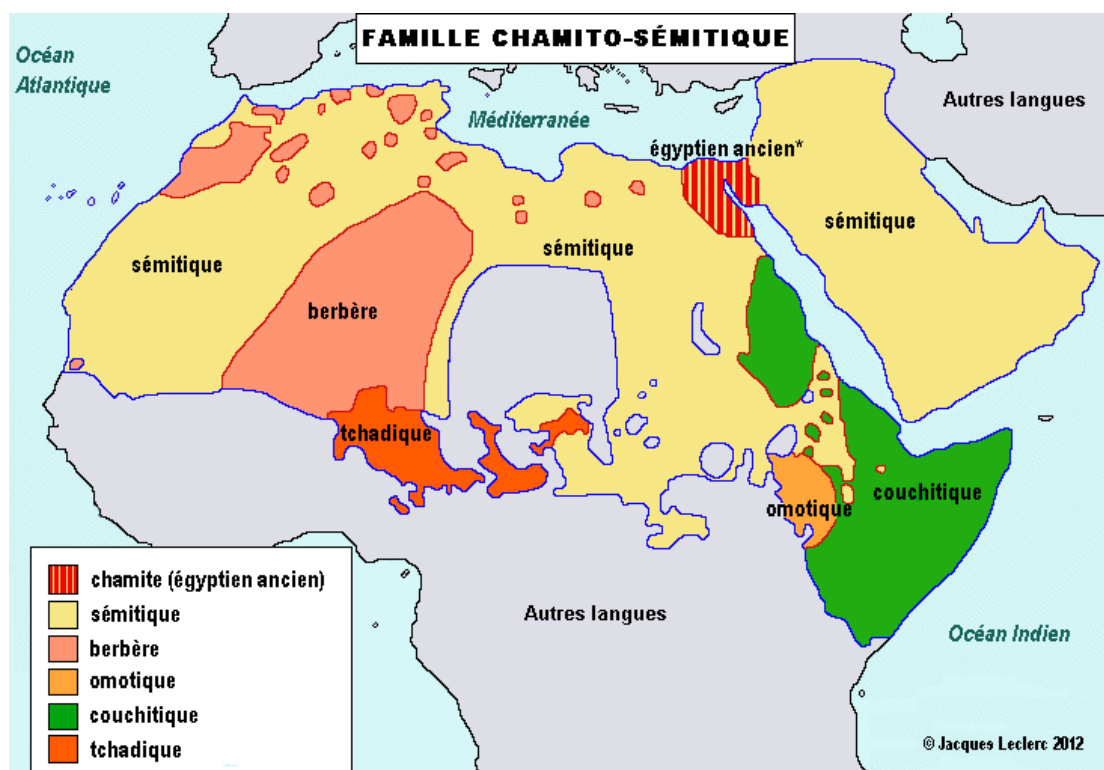 FAMILLE CHAMITO-SÉMITIQUE
Océan
Atlantique
Autres langues
Méditerranée
égyptien ancien*
sémitique
sémitique
sémitique
berbère
tchadique
couchitique
omotique
chamite (égyptien ancien)
sémitique
berbère
omotique
couchitique
tchadique
Autres langues
Océan Indien
© Jacques Leclerc 2012